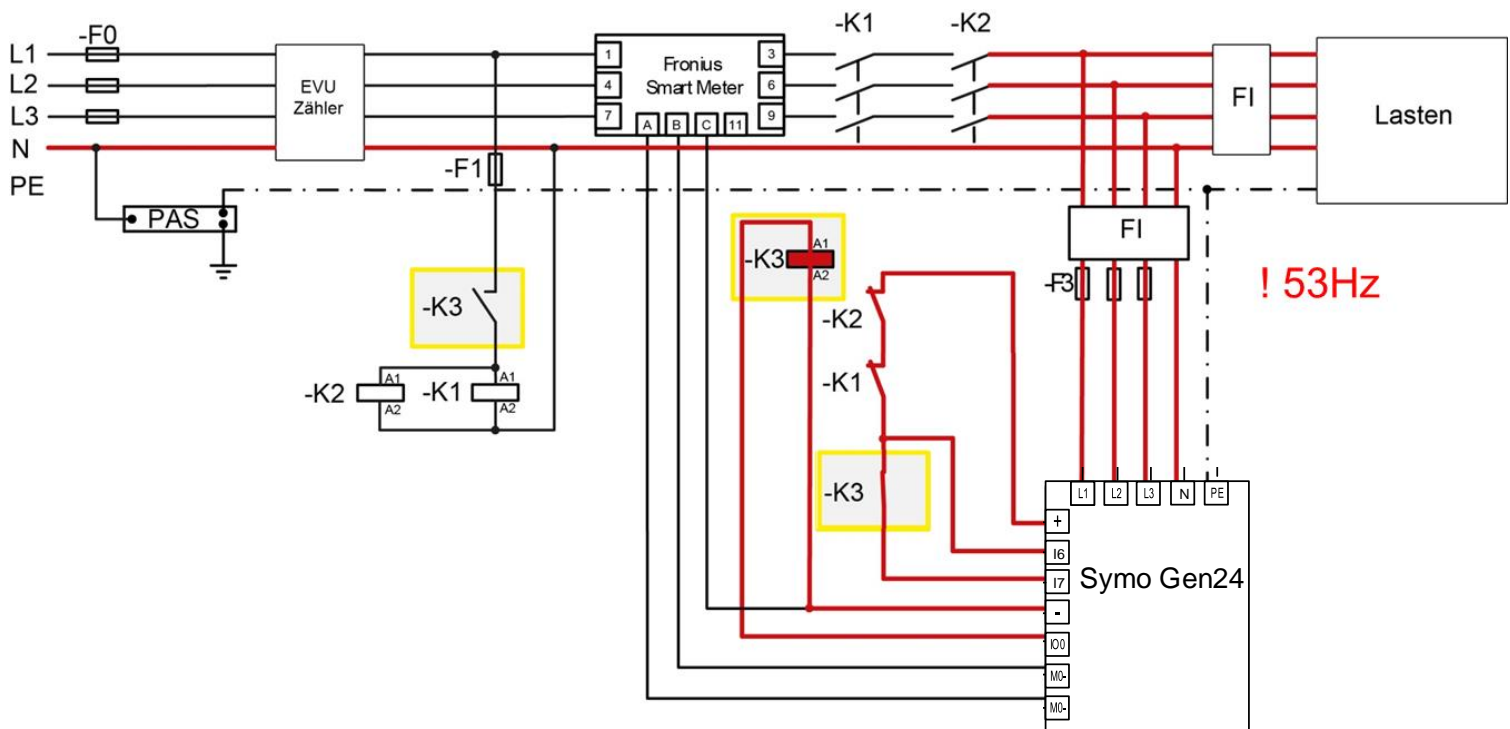 -F0
-K1
-K2
L1
L2
L3
N
PE
EVU
Zähler
1
4
7
Fronius
Smart Meter
A
B
C
11
3
6
9
FI
Lasten
-F1
PAS
-K3
A1
A2
-K3
-K2
A1
A2
-K1
A1
A2
-K2
-K1
-K3
FI
-F3
! 53Hz
L1
L2
L3
N
PE
+
I6
I7
-
IO0
M0-
M0-
Symo Gen24